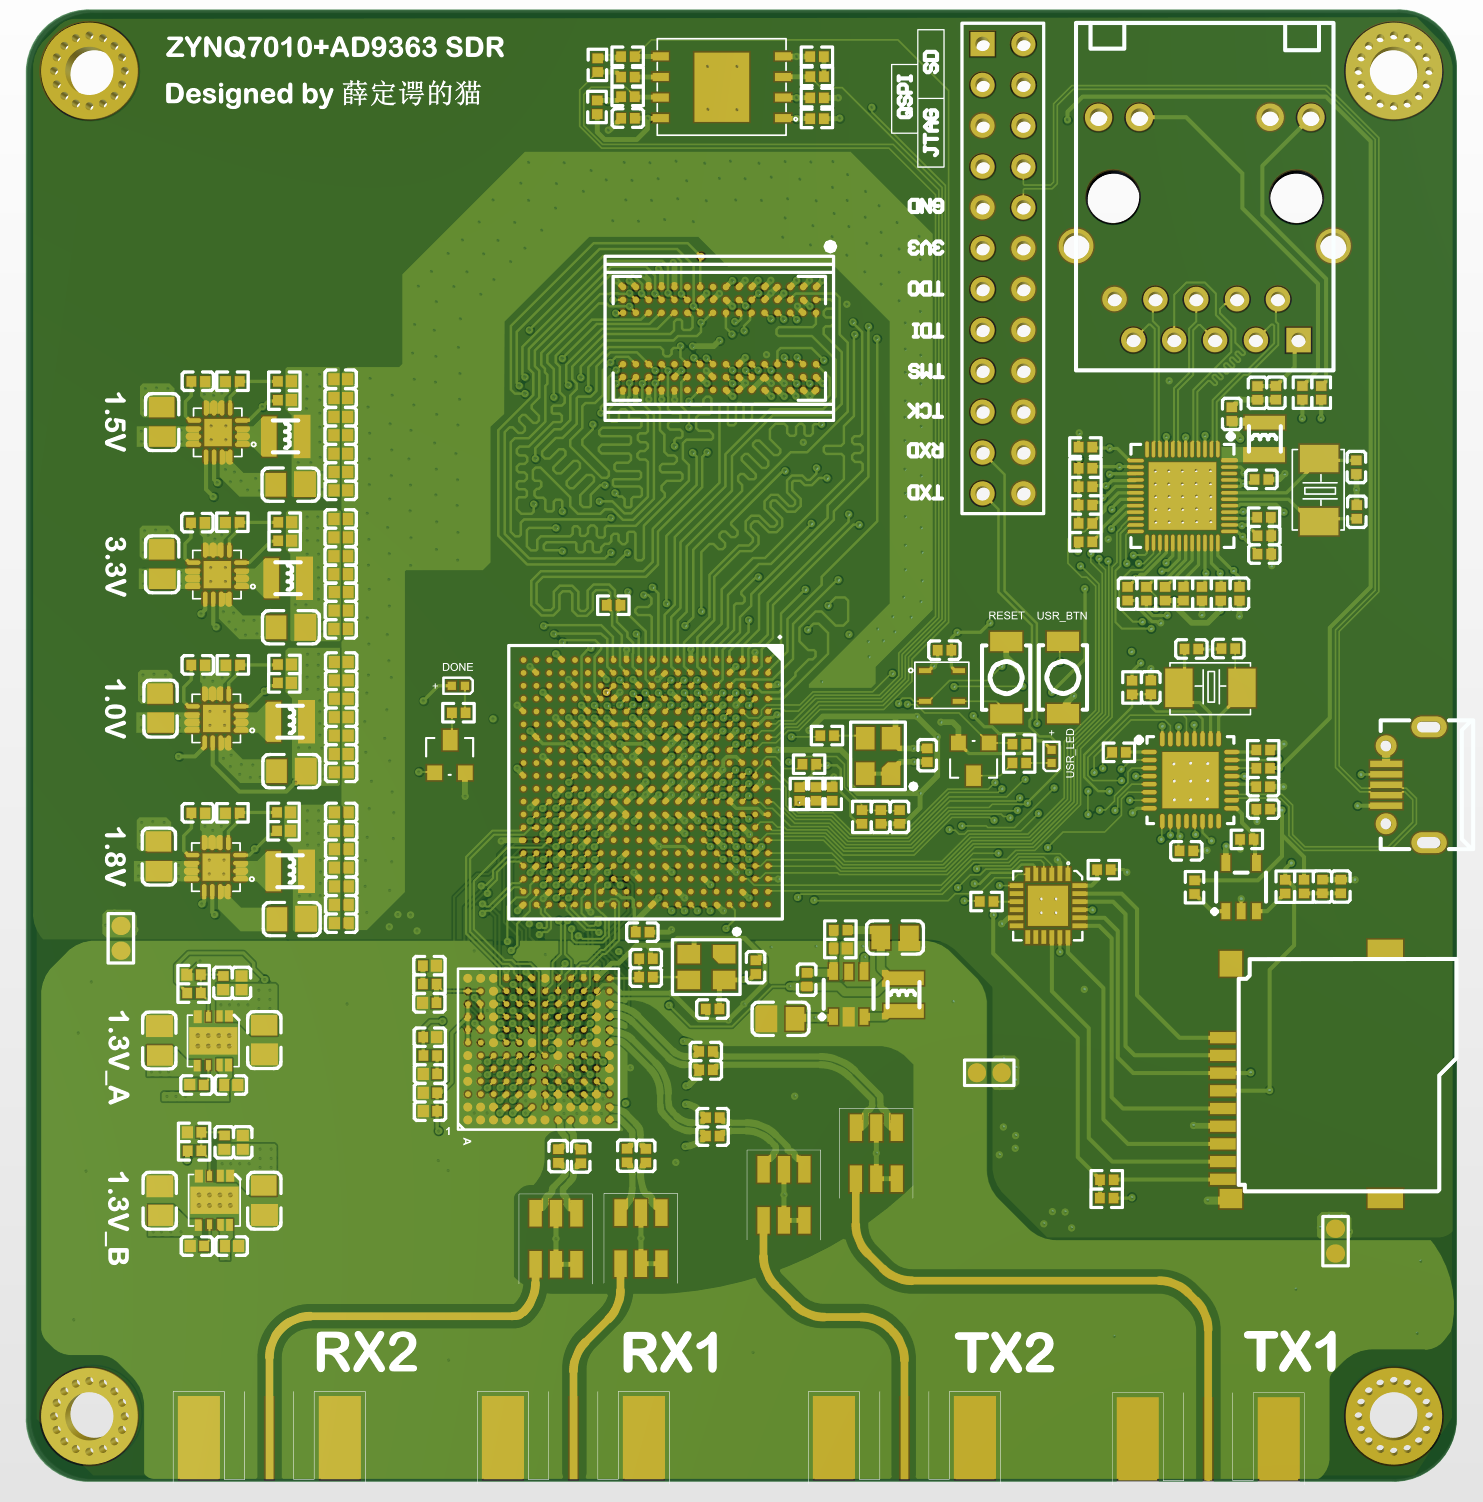 ZYNQ7010+AD9363 SDR
Designed by 薛定谔的猫
SD
QSPI
JTAG
GND
3V3
TDO
TDI
TMS
TCK
RXD
TXD
1.5V
3.3V
1.0V
1.8V
1.3V_A
1.3V_B
RESET
USR_BTN
DONE
+
-
-
+
USR_LED
1
A
RX2
RX1
TX2
TX1